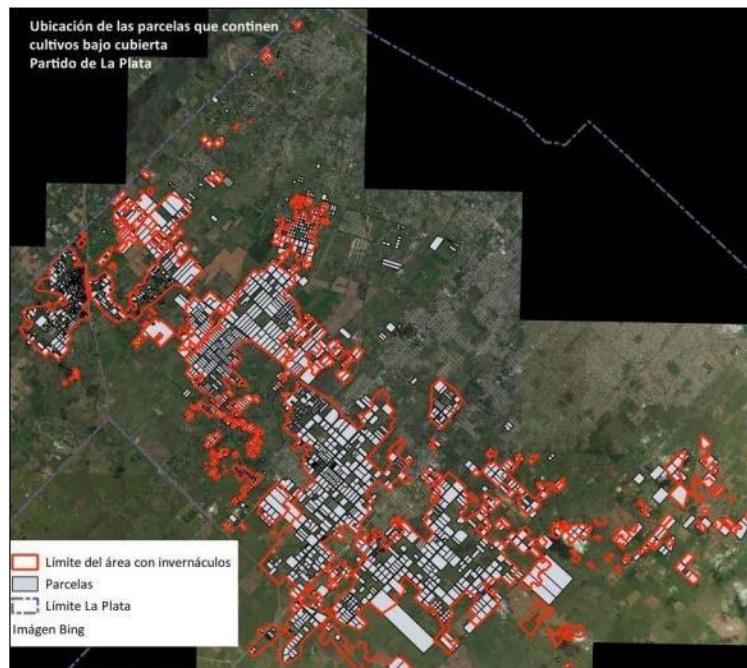 Ubicación de las parcelas que continen
cultivos bajo cubierta
Partido de La Plata
Límite del área con invernáculos
Parcelas
Límite La Plata
Imágen Bing